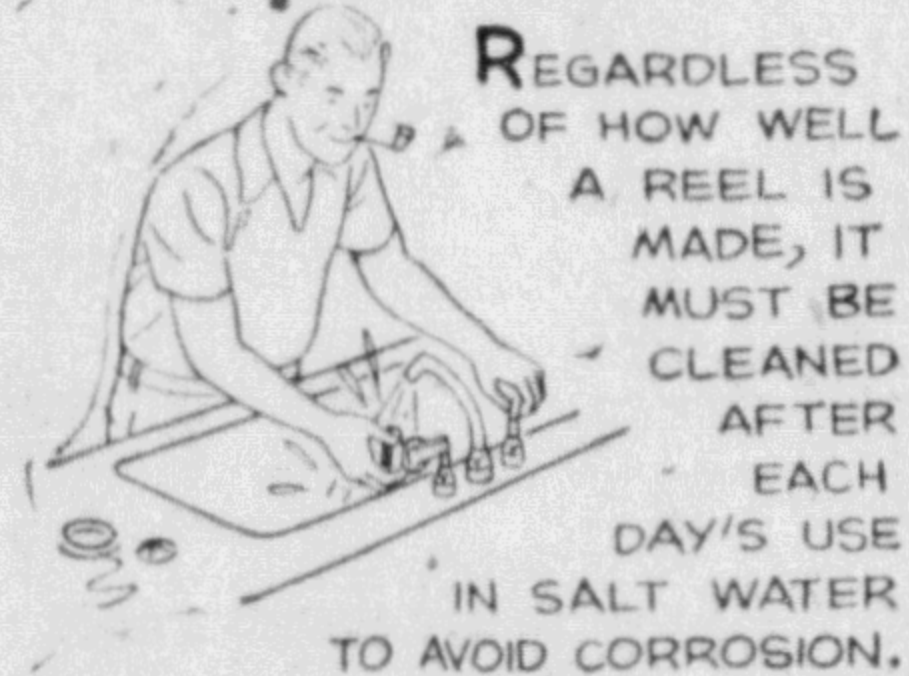 REGARDLESS
OF HOW WELL
A REEL IS
MADE, IT
MUST BE
CLEANED
AFTER
EACH
DAY'S USE
IN SALT WATER
TO AVOID CORROSION.